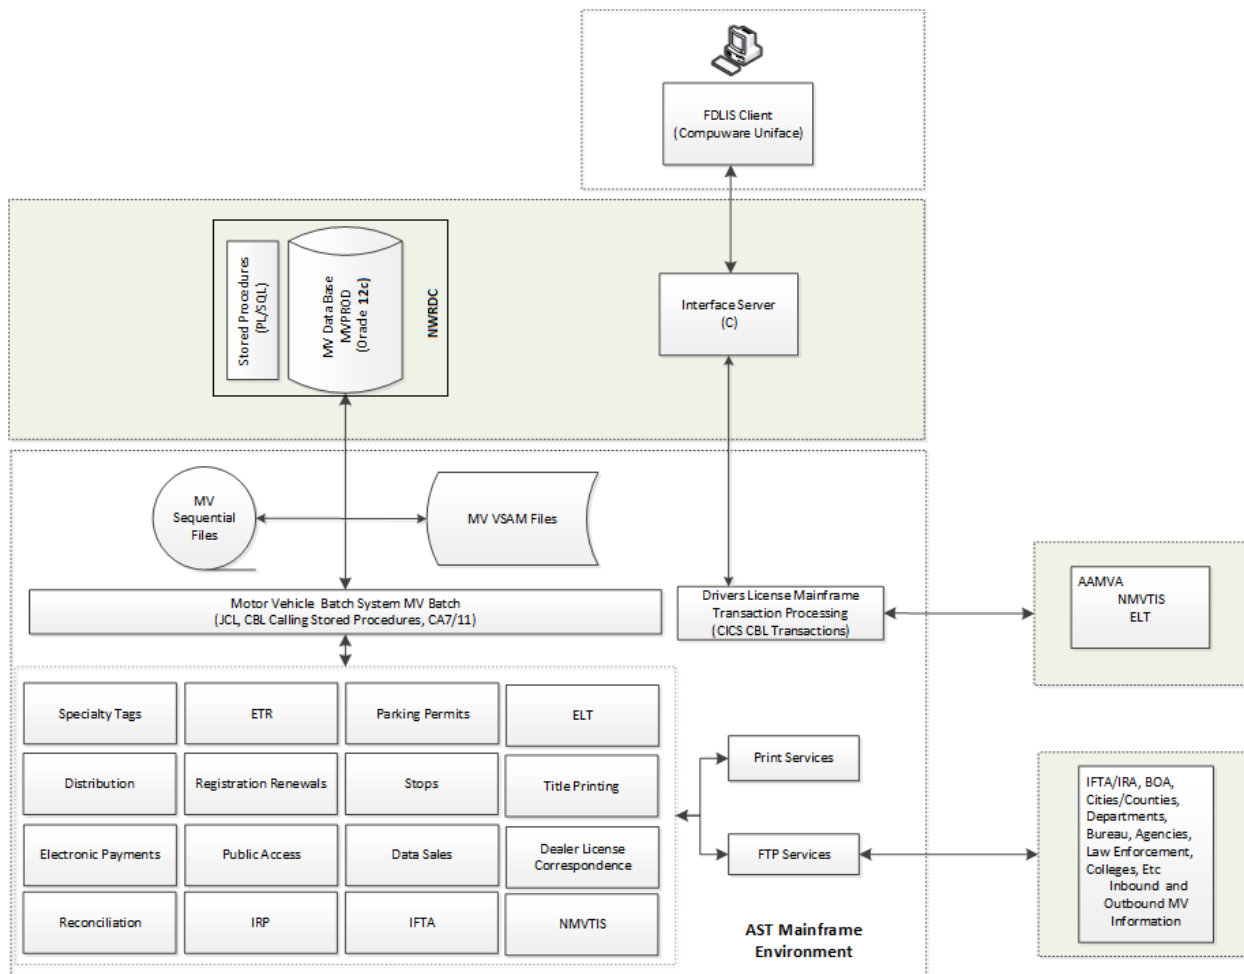 FDLIS Client
(Compuware Uniface)
Stored Procedures
(PL/SQL)
MV Data Base
MVPROD
(Oracle 12c)
NWRDC
Interface Server
(C)
MV
Sequential
Files
MV VSAM Files
Motor Vehicle Batch System MV Batch
(JCL, CBL Calling Stored Procedures, CA7/11)
Drivers License Mainframe
Transaction Processing
(CICS CBL Transactions)
AAMVA
NMVTIS
ELT
Specialty Tags
ETR
Parking Permits
ELT
Distribution
Registration Renewals
Stops
Title Printing
Electronic Payments
Public Access
Data Sales
Dealer License
Correspondence
Reconciliation
IRP
IFTA
NMVTIS
Print Services
FTP Services
IFTA/IRA, BOA,
Cities/Counties,
Departments,
Bureau, Agencies,
Law Enforcement,
Colleges, Etc
Inbound and
Outbound MV
Information
AST Mainframe
Environment